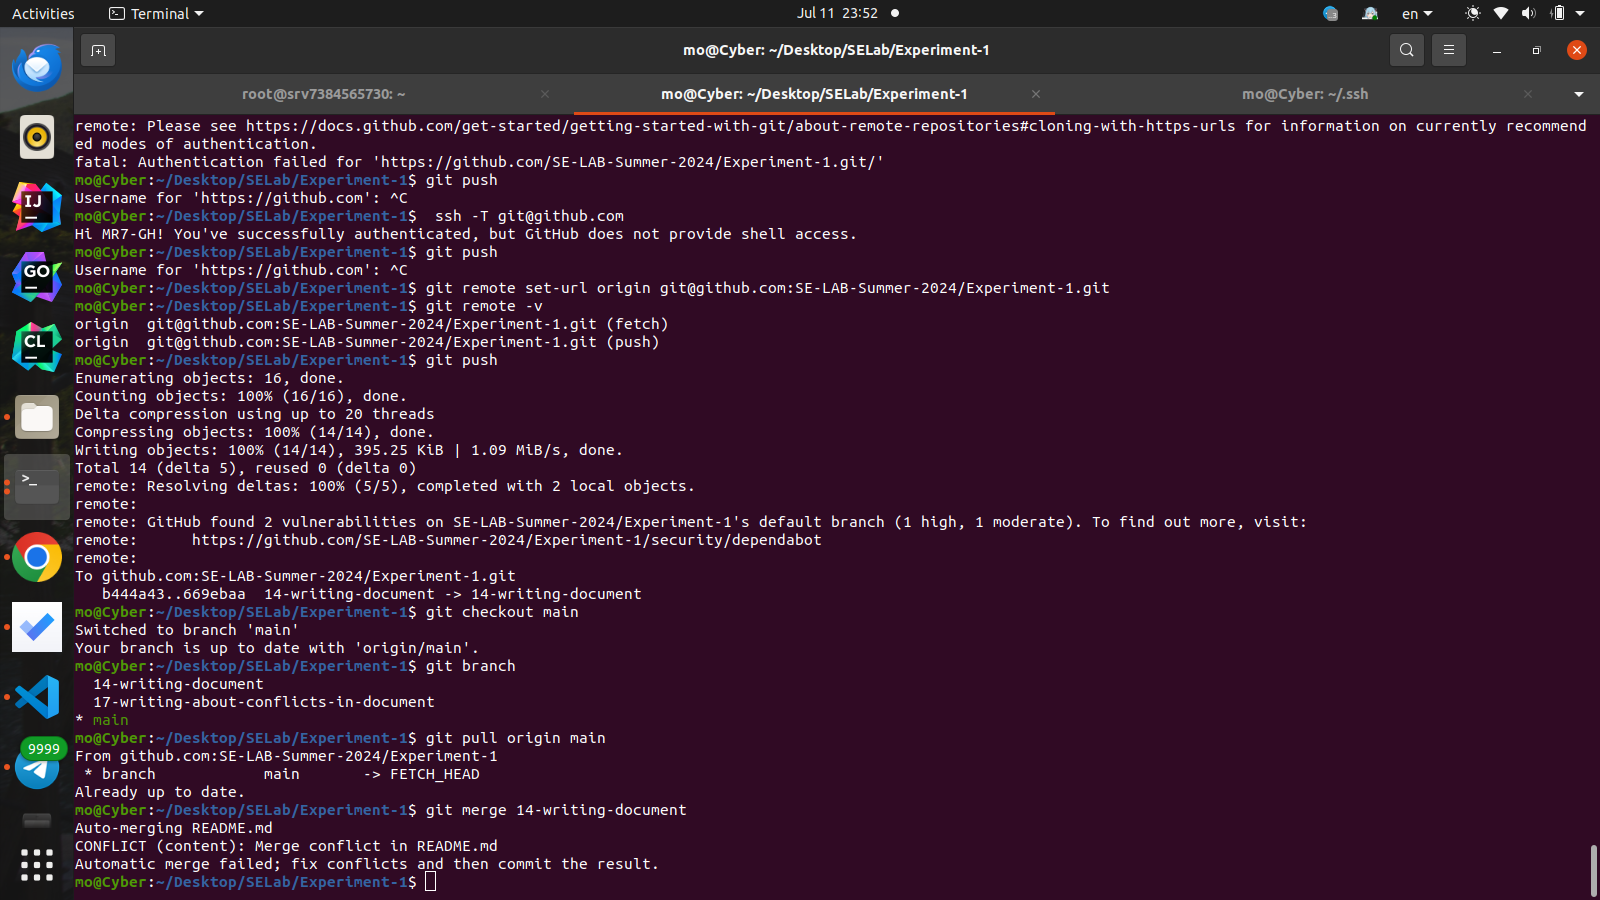 Activities
Terminal
Jul 11 23:52
en
mo@Cyber: ~/Desktop/SELab/Experiment-1
root@srv7384565730: ~
mo@Cyber: ~/Desktop/SELab/Experiment-1
mo@Cyber: ~/.ssh
remote: Please see https://docs.github.com/get-started/getting-started-with-git/about-remote-repositories#cloning-with-https-urls for information on currently recommend
ed modes of authentication.
fatal: Authentication failed for 'https://github.com/SE-LAB-Summer-2024/Experiment-1.git/'
mo@Cyber:~/Desktop/SELab/Experiment-1$ git push
Username for 'https://github.com': ^C
mo@Cyber:~/Desktop/SELab/Experiment-1$  ssh -T git@github.com
Hi MR7-GH! You've successfully authenticated, but GitHub does not provide shell access.
mo@Cyber:~/Desktop/SELab/Experiment-1$ git push
Username for 'https://github.com': ^C
mo@Cyber:~/Desktop/SELab/Experiment-1$ git remote set-url origin git@github.com:SE-LAB-Summer-2024/Experiment-1.git
mo@Cyber:~/Desktop/SELab/Experiment-1$ git remote -v
origin  git@github.com:SE-LAB-Summer-2024/Experiment-1.git (fetch)
origin  git@github.com:SE-LAB-Summer-2024/Experiment-1.git (push)
mo@Cyber:~/Desktop/SELab/Experiment-1$ git push
Enumerating objects: 16, done.
Counting objects: 100% (16/16), done.
Delta compression using up to 20 threads
Compressing objects: 100% (14/14), done.
Writing objects: 100% (14/14), 395.25 KiB | 1.09 MiB/s, done.
Total 14 (delta 5), reused 0 (delta 0)
remote: Resolving deltas: 100% (5/5), completed with 2 local objects.
remote:
remote: GitHub found 2 vulnerabilities on SE-LAB-Summer-2024/Experiment-1's default branch (1 high, 1 moderate). To find out more, visit:
remote:      https://github.com/SE-LAB-Summer-2024/Experiment-1/security/dependabot
remote:
To github.com:SE-LAB-Summer-2024/Experiment-1.git
   b444a43..669ebaa  14-writing-document -> 14-writing-document
mo@Cyber:~/Desktop/SELab/Experiment-1$ git checkout main
Switched to branch 'main'
Your branch is up to date with 'origin/main'.
mo@Cyber:~/Desktop/SELab/Experiment-1$ git branch
  14-writing-document
  17-writing-about-conflicts-in-document
* main
mo@Cyber:~/Desktop/SELab/Experiment-1$ git pull origin main
From github.com:SE-LAB-Summer-2024/Experiment-1
 * branch            main       -> FETCH_HEAD
Already up to date.
mo@Cyber:~/Desktop/SELab/Experiment-1$ git merge 14-writing-document
Auto-merging README.md
CONFLICT (content): Merge conflict in README.md
Automatic merge failed; fix conflicts and then commit the result.
mo@Cyber:~/Desktop/SELab/Experiment-1$
IJ
GO
CL
>_
9999